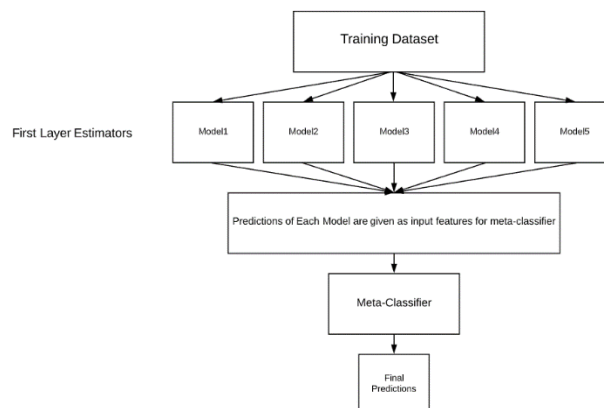 Training Dataset
First Layer Estimators
Model1
Model2
Model3
Model4
Model5
Predictions of Each Model are given as input features for meta-classifier
Meta-Classifier
Final
Predictions